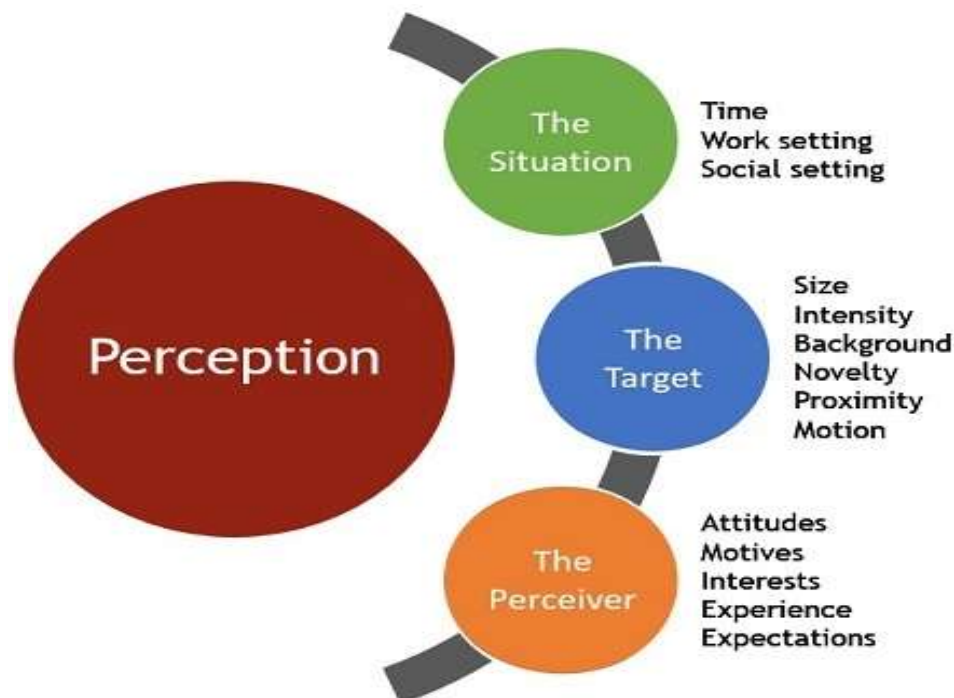 Perception
The
Situation
Time
Work setting
Social setting
The
Target
Size
Intensity
Background
Novelty
Proximity
Motion
The
Perceiver
Attitudes
Motives
Interests
Experience
Expectations